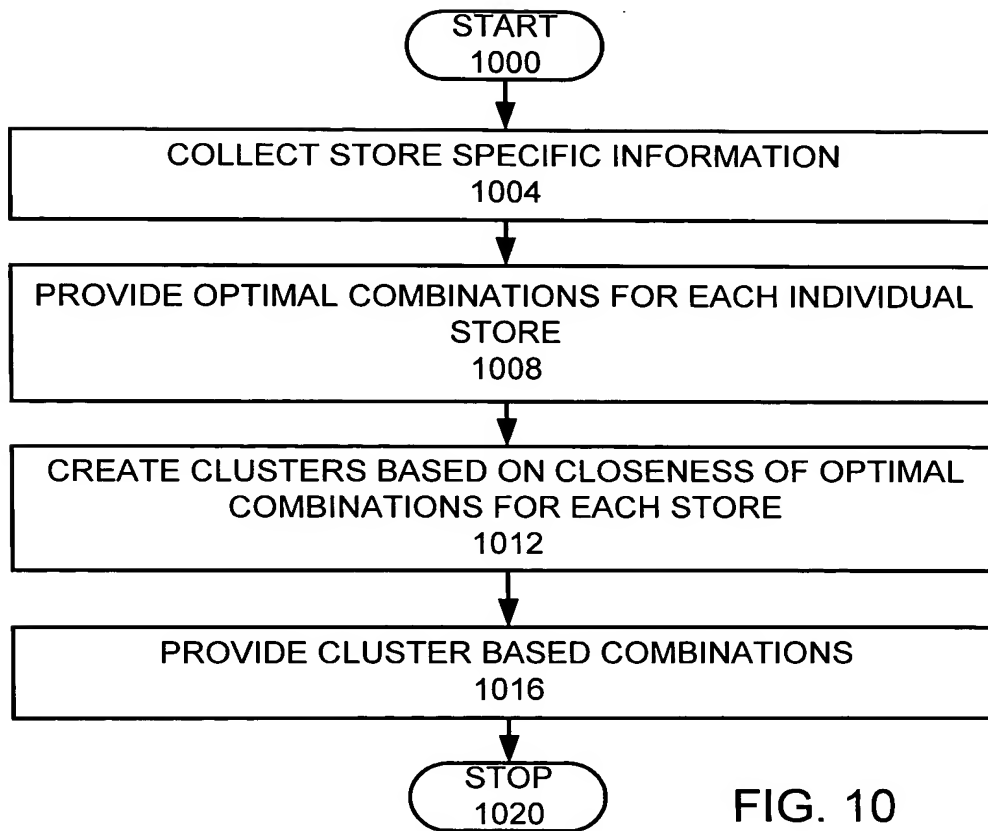 START
1000
COLLECT STORE SPECIFIC INFORMATION
1004
PROVIDE OPTIMAL COMBINATIONS FOR EACH INDIVIDUAL
STORE
1008
CREATE CLUSTERS BASED ON CLOSENESS OF OPTIMAL
COMBINATIONS FOR EACH STORE
1012
PROVIDE CLUSTER BASED COMBINATIONS
1016
STOP
1020
FIG. 10